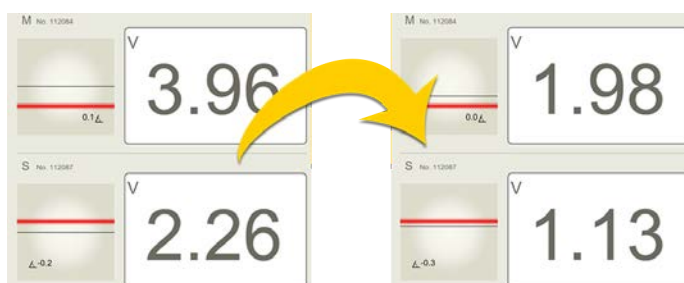 M No. 112084
V
3.96
0.1
S No. 112087
V
2.26
-0.2
M No. 112084
V
1.98
0.0
S No. 112087
V
1.13
-0.3